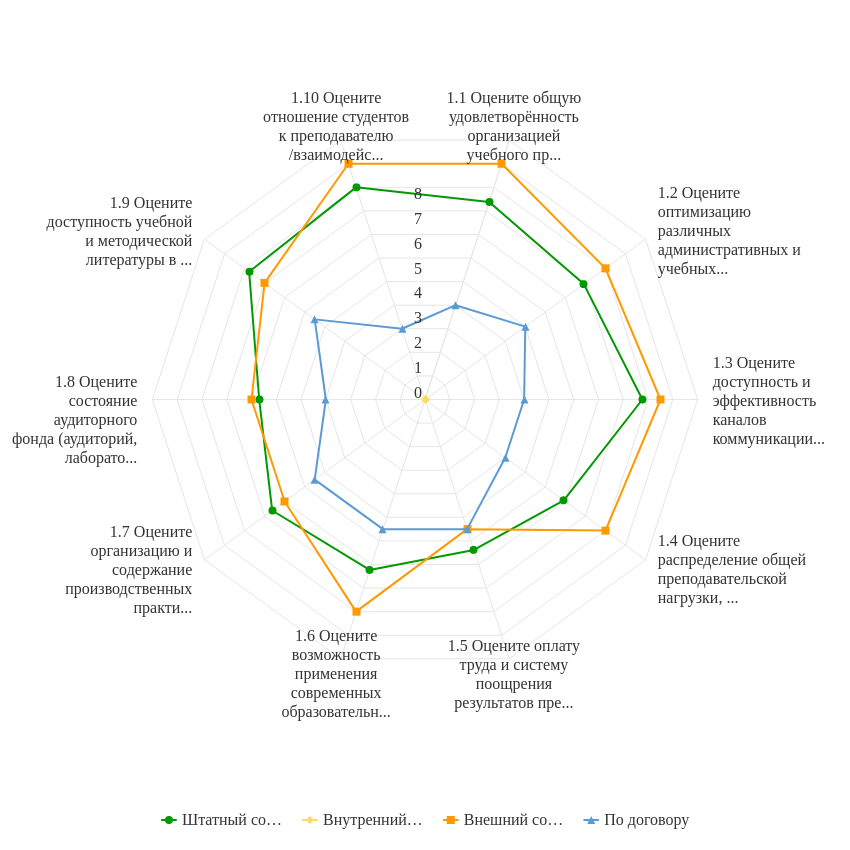 1.10 Оцените
отношение студентов
к преподавателю
/взаимодейс...
1.1 Оцените общую
удовлетворённость
организацией
учебного пр...
1.2 Оцените
оптимизацию
различных
административных и
учебных...
1.3 Оцените
доступность и
эффективность
каналов
коммуникации...
1.4 Оцените
распределение общей
преподавательской
нагрузки, ...
1.5 Оцените оплату
труда и систему
поощрения
результатов пре...
1.6 Оцените
возможность
применения
современных
образовательн...
1.7 Оцените
организацию и
содержание
производственных
практи...
1.8 Оцените
состояние
аудиторного
фонда (аудиторий,
лаборато...
1.9 Оцените
доступность учебной
и методической
литературы в ...
8
7
6
5
4
3
2
1
0
Штатный со… Внутренний… Внешний со… По договору